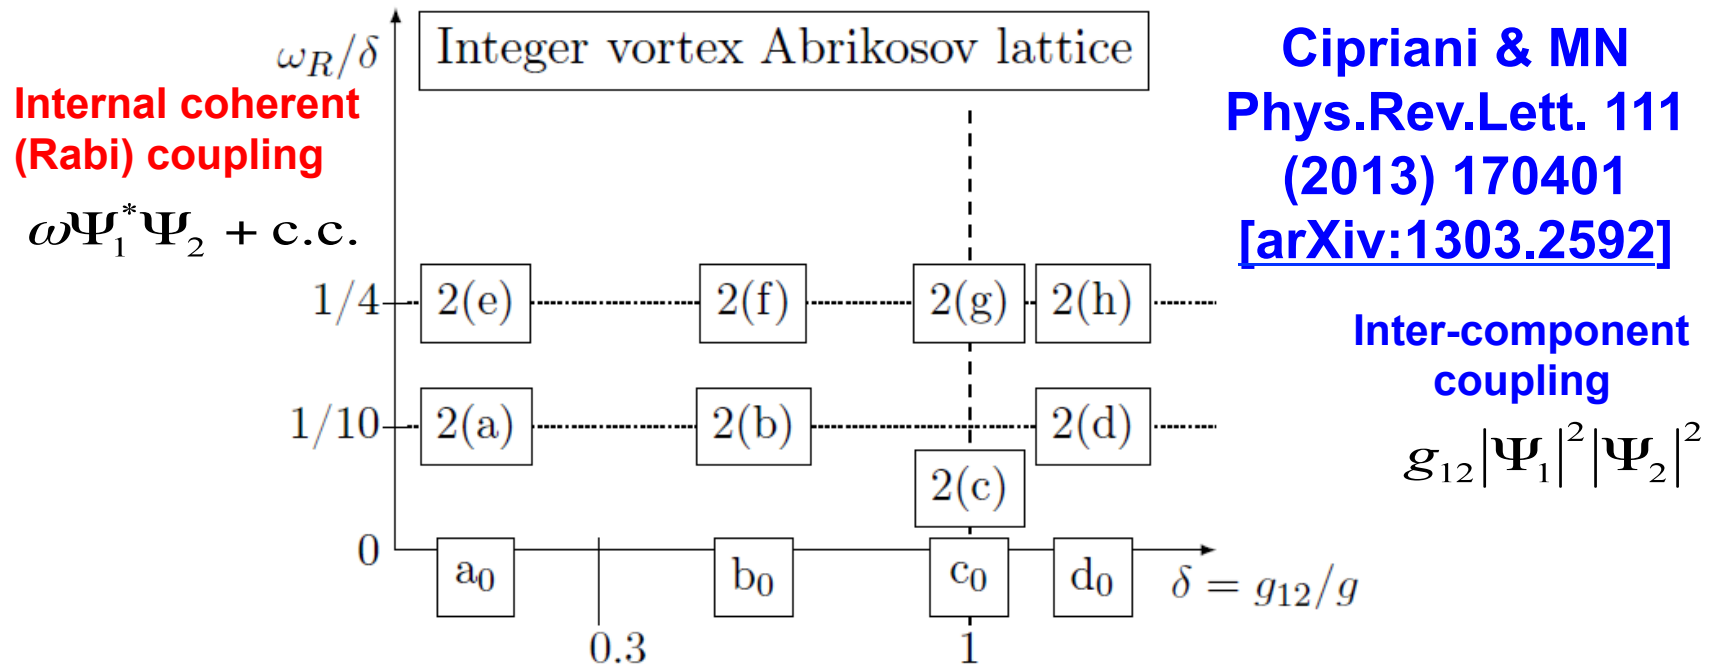 ω_R/δ
Integer vortex Abrikosov lattice
Internal coherent
(Rabi) coupling
ωΨ₁*Ψ₂ + c.c.
Cipriani & MN
Phys.Rev.Lett. 111
(2013) 170401
[arXiv:1303.2592]
1/4 2(e) 2(f) 2(g) 2(h)
Inter-component
coupling
g₁₂|Ψ₁|²|Ψ₂|²
1/10 2(a) 2(b) 2(d)
2(c)
0 a₀ b₀ c₀ d₀ δ = g₁₂/g
0.3 1